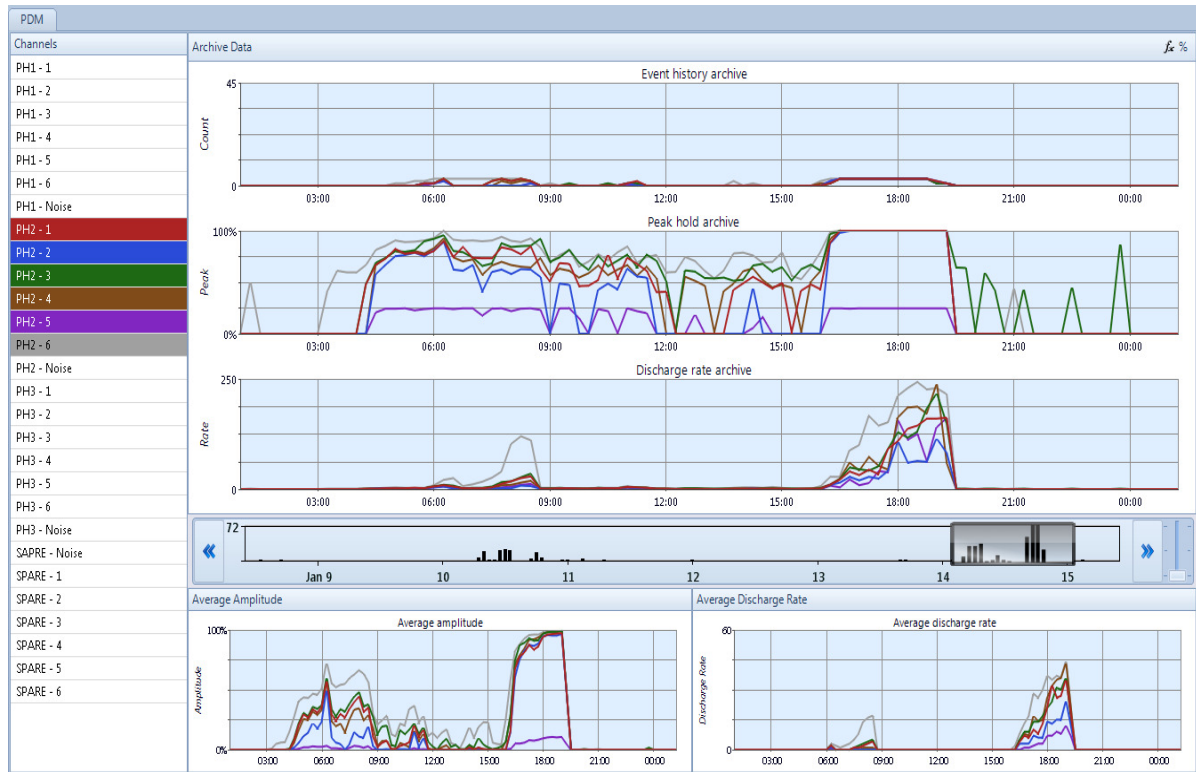 PDM
Channels
PH1 - 1
PH1 - 2
PH1 - 3
PH1 - 4
PH1 - 5
PH1 - 6
PH1 - Noise
PH2 - 1
PH2 - 2
PH2 - 3
PH2 - 4
PH2 - 5
PH2 - 6
PH2 - Noise
PH3 - 1
PH3 - 2
PH3 - 3
PH3 - 4
PH3 - 5
PH3 - 6
PH3 - Noise
SAPRE - Noise
SPARE - 1
SPARE - 2
SPARE - 3
SPARE - 4
SPARE - 5
SPARE - 6
Archive Data fx %
Event history archive
45
Count
0
03:00 06:00 09:00 12:00 15:00 18:00 21:00 00:00
Peak hold archive
100%
Peak
0%
03:00 06:00 09:00 12:00 15:00 18:00 21:00 00:00
Discharge rate archive
250
Rate
0
03:00 06:00 09:00 12:00 15:00 18:00 21:00 00:00
72
Jan 9 10 11 12 13 14 15
Average Amplitude
Average amplitude
100%
Amplitude
0%
03:00 06:00 09:00 12:00 15:00 18:00 21:00 00:00
Average Discharge Rate
Average discharge rate
60
Discharge Rate
0
03:00 06:00 09:00 12:00 15:00 18:00 21:00 00:00